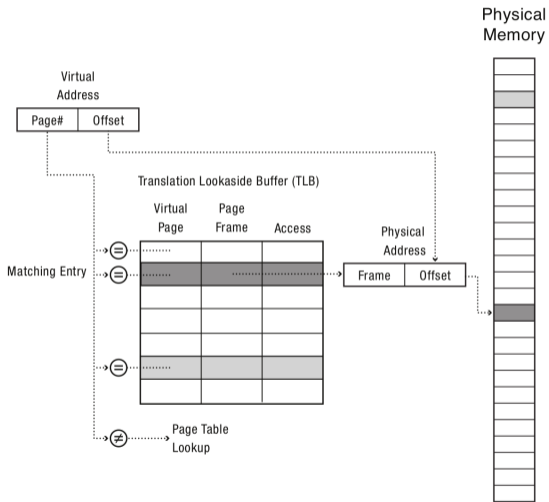 Physical
Memory
Virtual
Address
Page#
Offset
Translation Lookaside Buffer (TLB)
Virtual
Page
Page
Frame
Access
Physical
Address
=
Matching Entry
=
Frame
Offset
=
≠
Page Table
Lookup